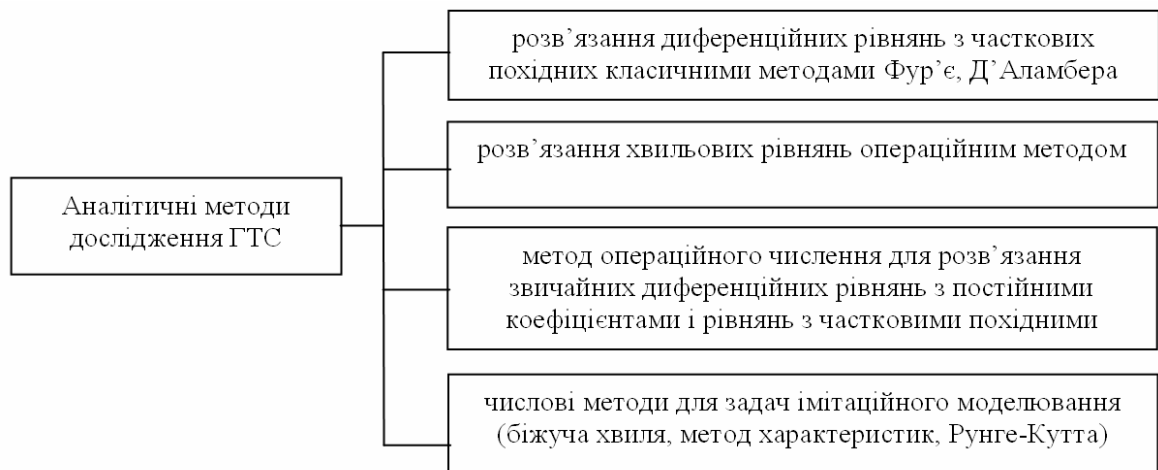 розв’язання диференційних рівнянь з часткових
похідних класичними методами Фур’є, Д’Аламбера
розв’язання хвильових рівнянь операційним методом
Аналітичні методи
дослідження ГТС
метод операційного числення для розв’язання
звичайних диференційних рівнянь з постійними
коефіцієнтами і рівнянь з частковими похідними
числові методи для задач імітаційного моделювання
(біжуча хвиля, метод характеристик, Рунге-Кутта)